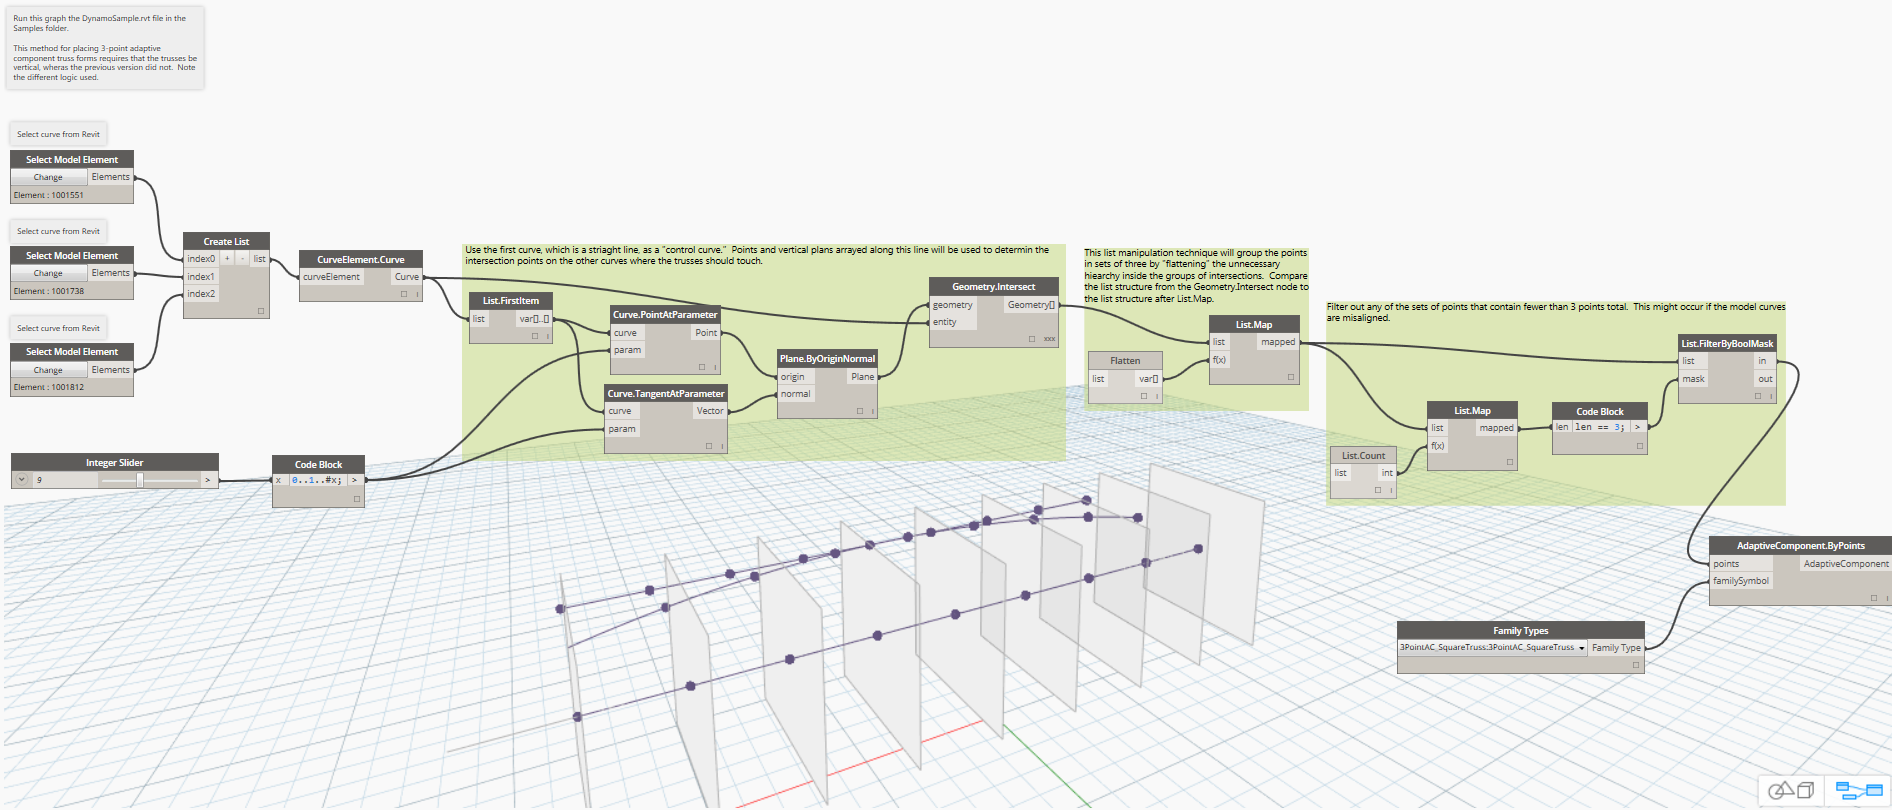 Run this graph the DynamoSample.rvt file in the
Samples folder.
This method for placing 3-point adaptive
component truss forms requires that the trusses be
vertical, wheras the previous version did not.  Note
the different logic used.
Select curve from Revit
Select Model Element
Change
Elements
Element : 1001551
Select curve from Revit
Select Model Element
Change
Elements
Element : 1001738
Select curve from Revit
Select Model Element
Change
Elements
Element : 1001812
Integer Slider
9
>
Create List
index0
+
-
list
index1
index2
CurveElement.Curve
curveElement
Curve
Code Block
x
0..1..#x;
>
Use the first curve, which is a striaght line, as a "control curve."  Points and vertical plans arrayed along this line will be used to determin the
intersection points on the other curves where the trusses should touch.
List.FirstItem
list
var[]..[]
Curve.PointAtParameter
curve
Point
param
Curve.TangentAtParameter
curve
Vector
param
Plane.ByOriginNormal
origin
Plane
normal
Geometry.Intersect
geometry
Geometry[]
entity
xxx
This list manipulation technique will group the points
in sets of three by "flattening" the unnecessary
hiearchy inside the groups of intersections.  Compare
the list structure from the Geometry.Intersect node to
the list structure after List.Map.
Flatten
list
var[]
List.Map
list
mapped
f(x)
Filter out any of the sets of points that contain fewer than 3 points total.  This might occur if the model curves
are misaligned.
List.Count
list
int
List.Map
list
mapped
f(x)
Code Block
len
len == 3;
>
List.FilterByBoolMask
list
in
mask
out
AdaptiveComponent.ByPoints
points
AdaptiveComponent
familySymbol
Family Types
3PointAC_SquareTruss:3PointAC_SquareTruss
Family Type